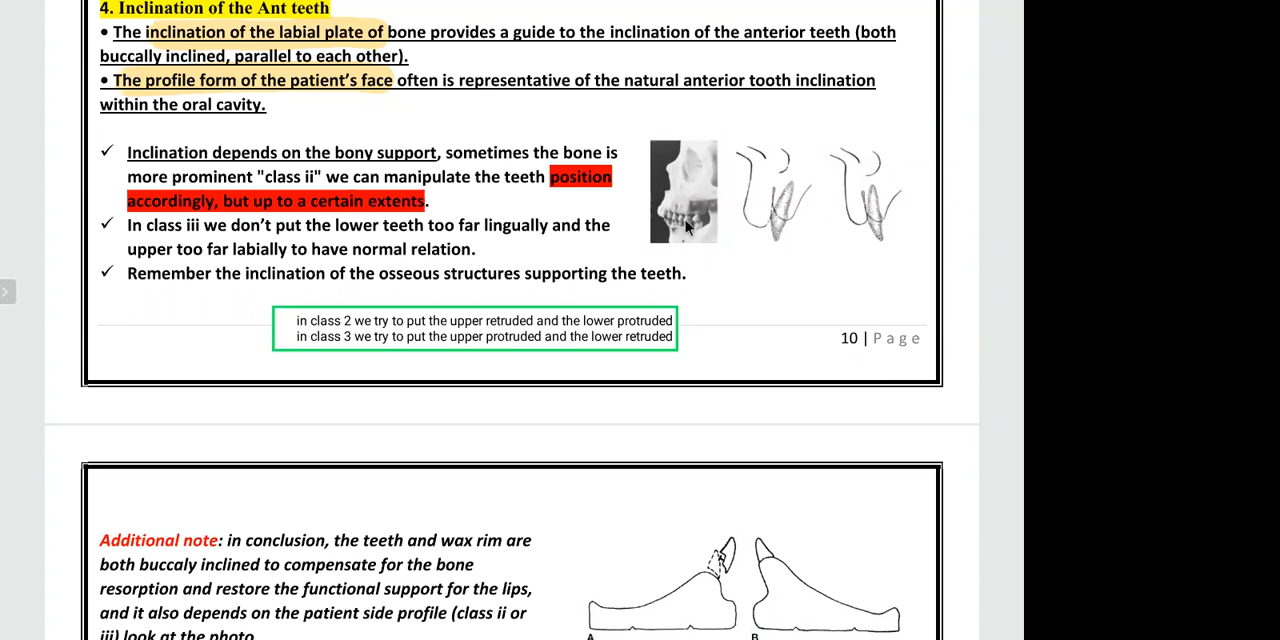 4. Inclination of the Ant teeth
• The inclination of the labial plate of bone provides a guide to the inclination of the anterior teeth (both
buccally inclined, parallel to each other).
• The profile form of the patient's face often is representative of the natural anterior tooth inclination
within the oral cavity.
✓ Inclination depends on the bony support, sometimes the bone is
more prominent "class ii" we can manipulate the teeth position
accordingly, but up to a certain extents.
✓ In class iii we don't put the lower teeth too far lingually and the
upper too far labially to have normal relation.
✓ Remember the inclination of the osseous structures supporting the teeth.
in class 2 we try to put the upper retruded and the lower protruded
in class 3 we try to put the upper protruded and the lower retruded
10 | Page
Additional note: in conclusion, the teeth and wax rim are
both buccaly inclined to compensate for the bone
resorption and restore the functional support for the lips,
and it also depends on the patient side profile (class ii or
iii) look at the photo
A B